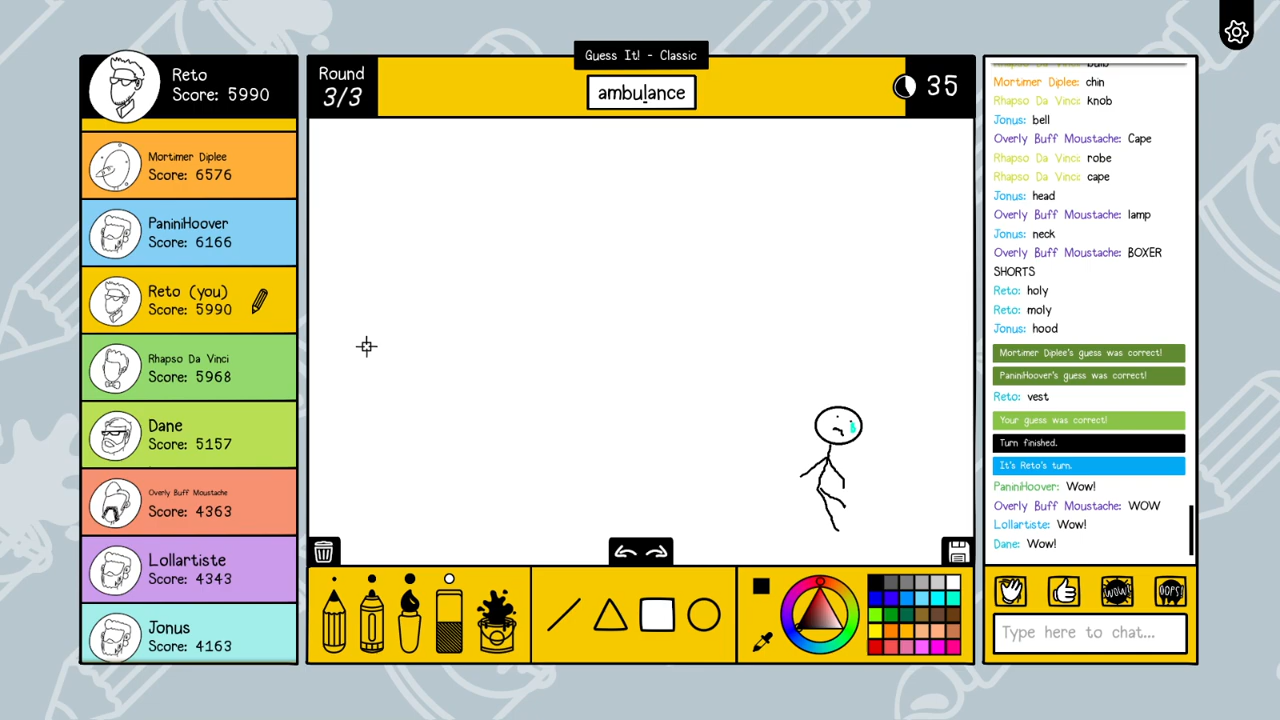 Guess It! - Classic
Reto
Score: 5990
Round
3/3
ambulance
35
Mortimer Diplee
Score: 6576
PaniniHoover
Score: 6166
Reto (you)
Score: 5990
Rhapso Da Vinci
Score: 5968
Dane
Score: 5157
Overly Buff Moustache
Score: 4363
Lollartiste
Score: 4343
Jonus
Score: 4163
Rhapso Da Vinci: bulb
Mortimer Diplee: chin
Rhapso Da Vinci: knob
Jonus: bell
Overly Buff Moustache: Cape
Rhapso Da Vinci: robe
Rhapso Da Vinci: cape
Jonus: head
Overly Buff Moustache: lamp
Jonus: neck
Overly Buff Moustache: BOXER
SHORTS
Reto: holy
Reto: moly
Jonus: hood
Mortimer Diplee's guess was correct!
PaniniHoover's guess was correct!
Reto: vest
Your guess was correct!
Turn finished.
It's Reto's turn.
PaniniHoover: Wow!
Overly Buff Moustache: WOW
Lollartiste: Wow!
Dane: Wow!
WOW!
OOPS!
Type here to chat...